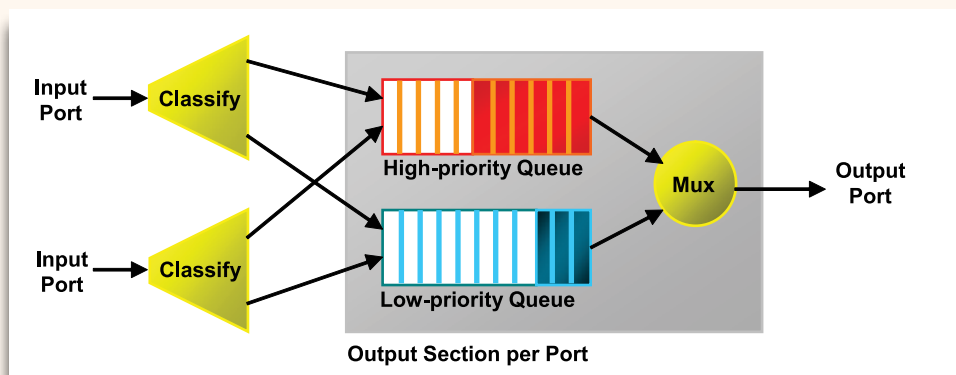 Input
Port
Classify
High-priority Queue
Mux
Output
Port
Input
Port
Classify
Low-priority Queue
Output Section per Port